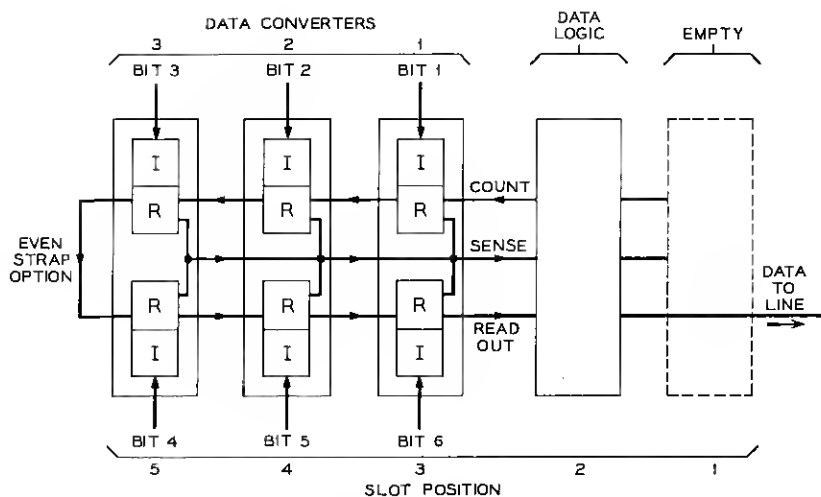 DATA CONVERTERS
DATA LOGIC
EMPTY
3 2 1
BIT 3 BIT 2 BIT 1
I I I
R R R
COUNT
EVEN STRAP OPTION
SENSE
DATA TO LINE
R R R
READ OUT
I I I
BIT 4 BIT 5 BIT 6
5 4 3 2 1
SLOT POSITION